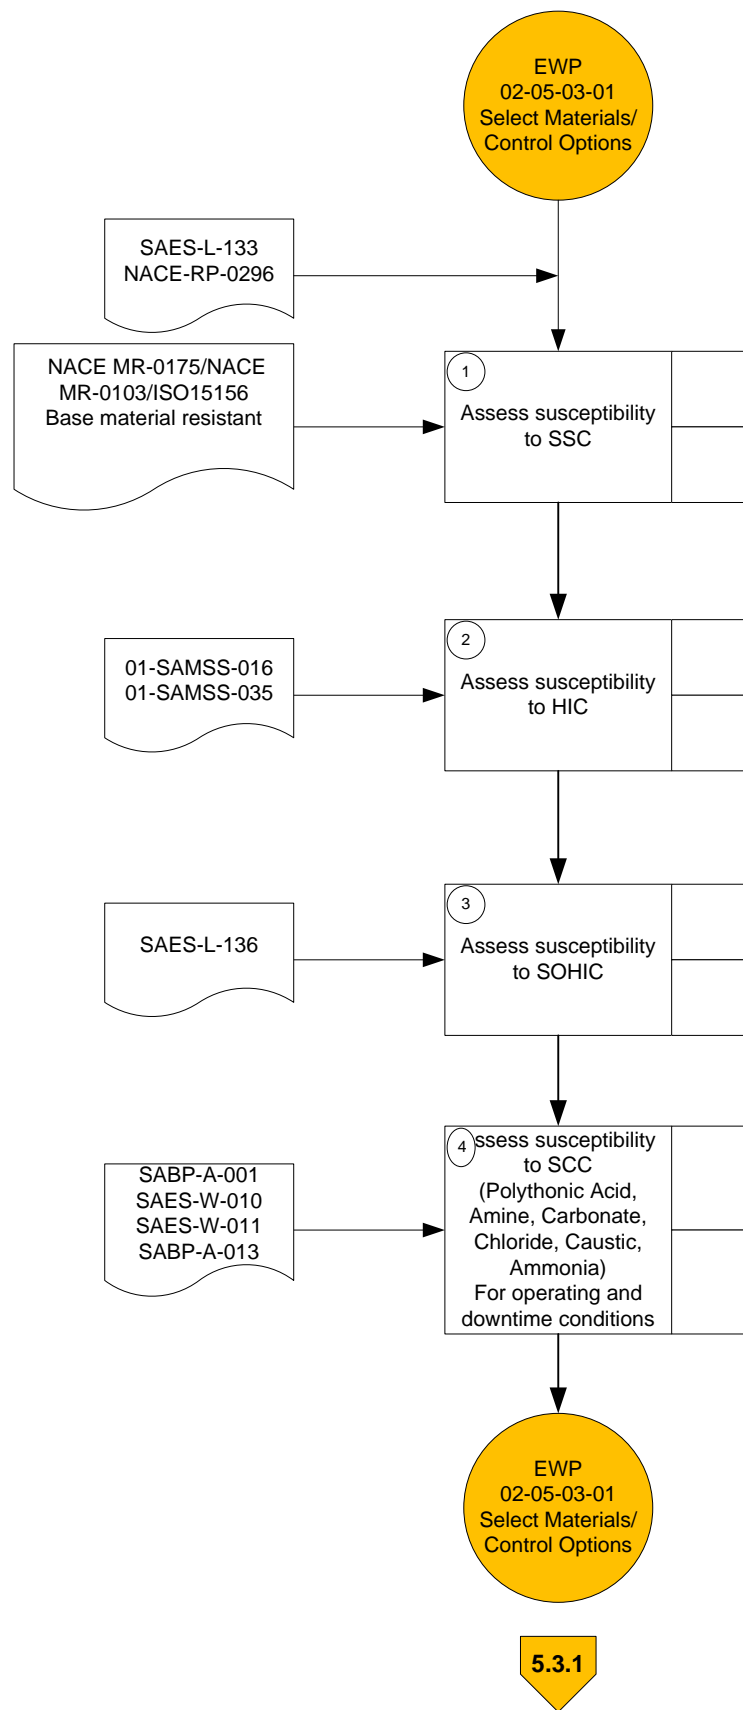 EWP
02-05-03-01
Select Materials/
Control Options
SAES-L-133
NACE-RP-0296
NACE MR-0175/NACE
MR-0103/ISO15156
Base material resistant
1
Assess susceptibility
to SSC
01-SAMSS-016
01-SAMSS-035
2
Assess susceptibility
to HIC
SAES-L-136
3
Assess susceptibility
to SOHIC
SABP-A-001
SAES-W-010
SAES-W-011
SABP-A-013
4
ssess susceptibility
to SCC
(Polythonic Acid,
Amine, Carbonate,
Chloride, Caustic,
Ammonia)
For operating and
downtime conditions
EWP
02-05-03-01
Select Materials/
Control Options
5.3.1